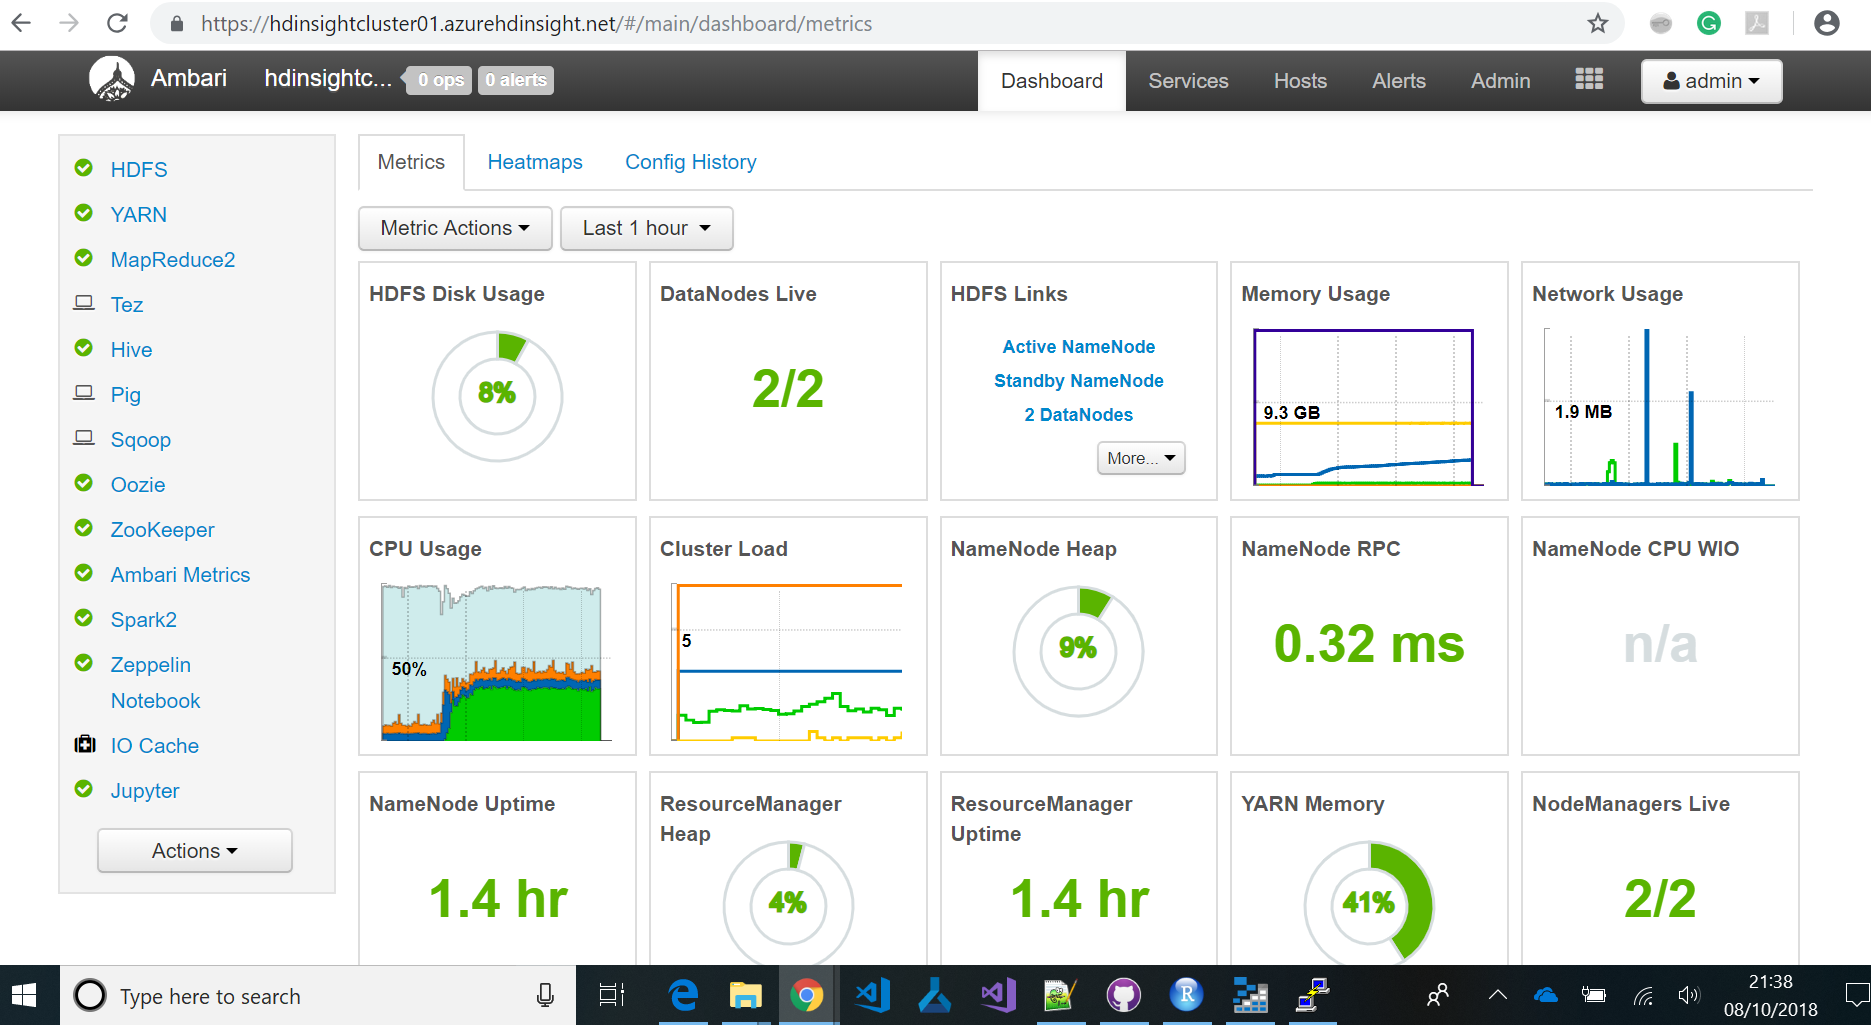 https://hdinsightcluster01.azurehdinsight.net/#/main/dashboard/metrics
Ambari hdinsightc... 0 ops 0 alerts Dashboard Services Hosts Alerts Admin admin
HDFS
YARN
MapReduce2
Tez
Hive
Pig
Sqoop
Oozie
ZooKeeper
Ambari Metrics
Spark2
Zeppelin
Notebook
IO Cache
Jupyter
Actions
Metrics Heatmaps Config History
Metric Actions Last 1 hour
HDFS Disk Usage
8%
DataNodes Live
2/2
HDFS Links
Active NameNode
Standby NameNode
2 DataNodes
More...
Memory Usage
9.3 GB
Network Usage
1.9 MB
CPU Usage
50%
Cluster Load
5
NameNode Heap
9%
NameNode RPC
0.32 ms
NameNode CPU WIO
n/a
NameNode Uptime
1.4 hr
ResourceManager
Heap
4%
ResourceManager
Uptime
1.4 hr
YARN Memory
41%
NodeManagers Live
2/2
Type here to search
R
21:38
08/10/2018